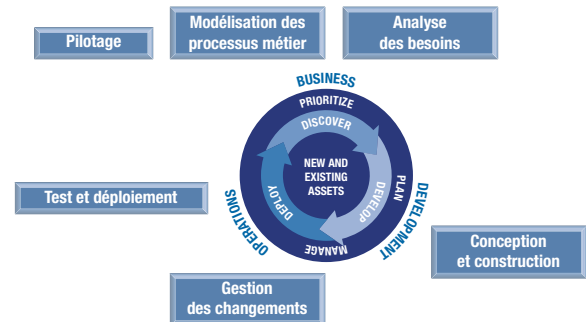 Pilotage
Modélisation des
processus métier
Analyse
des besoins
BUSINESS
PRIORITIZE
DISCOVER
NEW AND
EXISTING
ASSETS
PLAN
DEVELOP
DEPLOY
MANAGE
OPERATIONS
DEVELOPMENT
Test et déploiement
Conception
et construction
Gestion
des changements